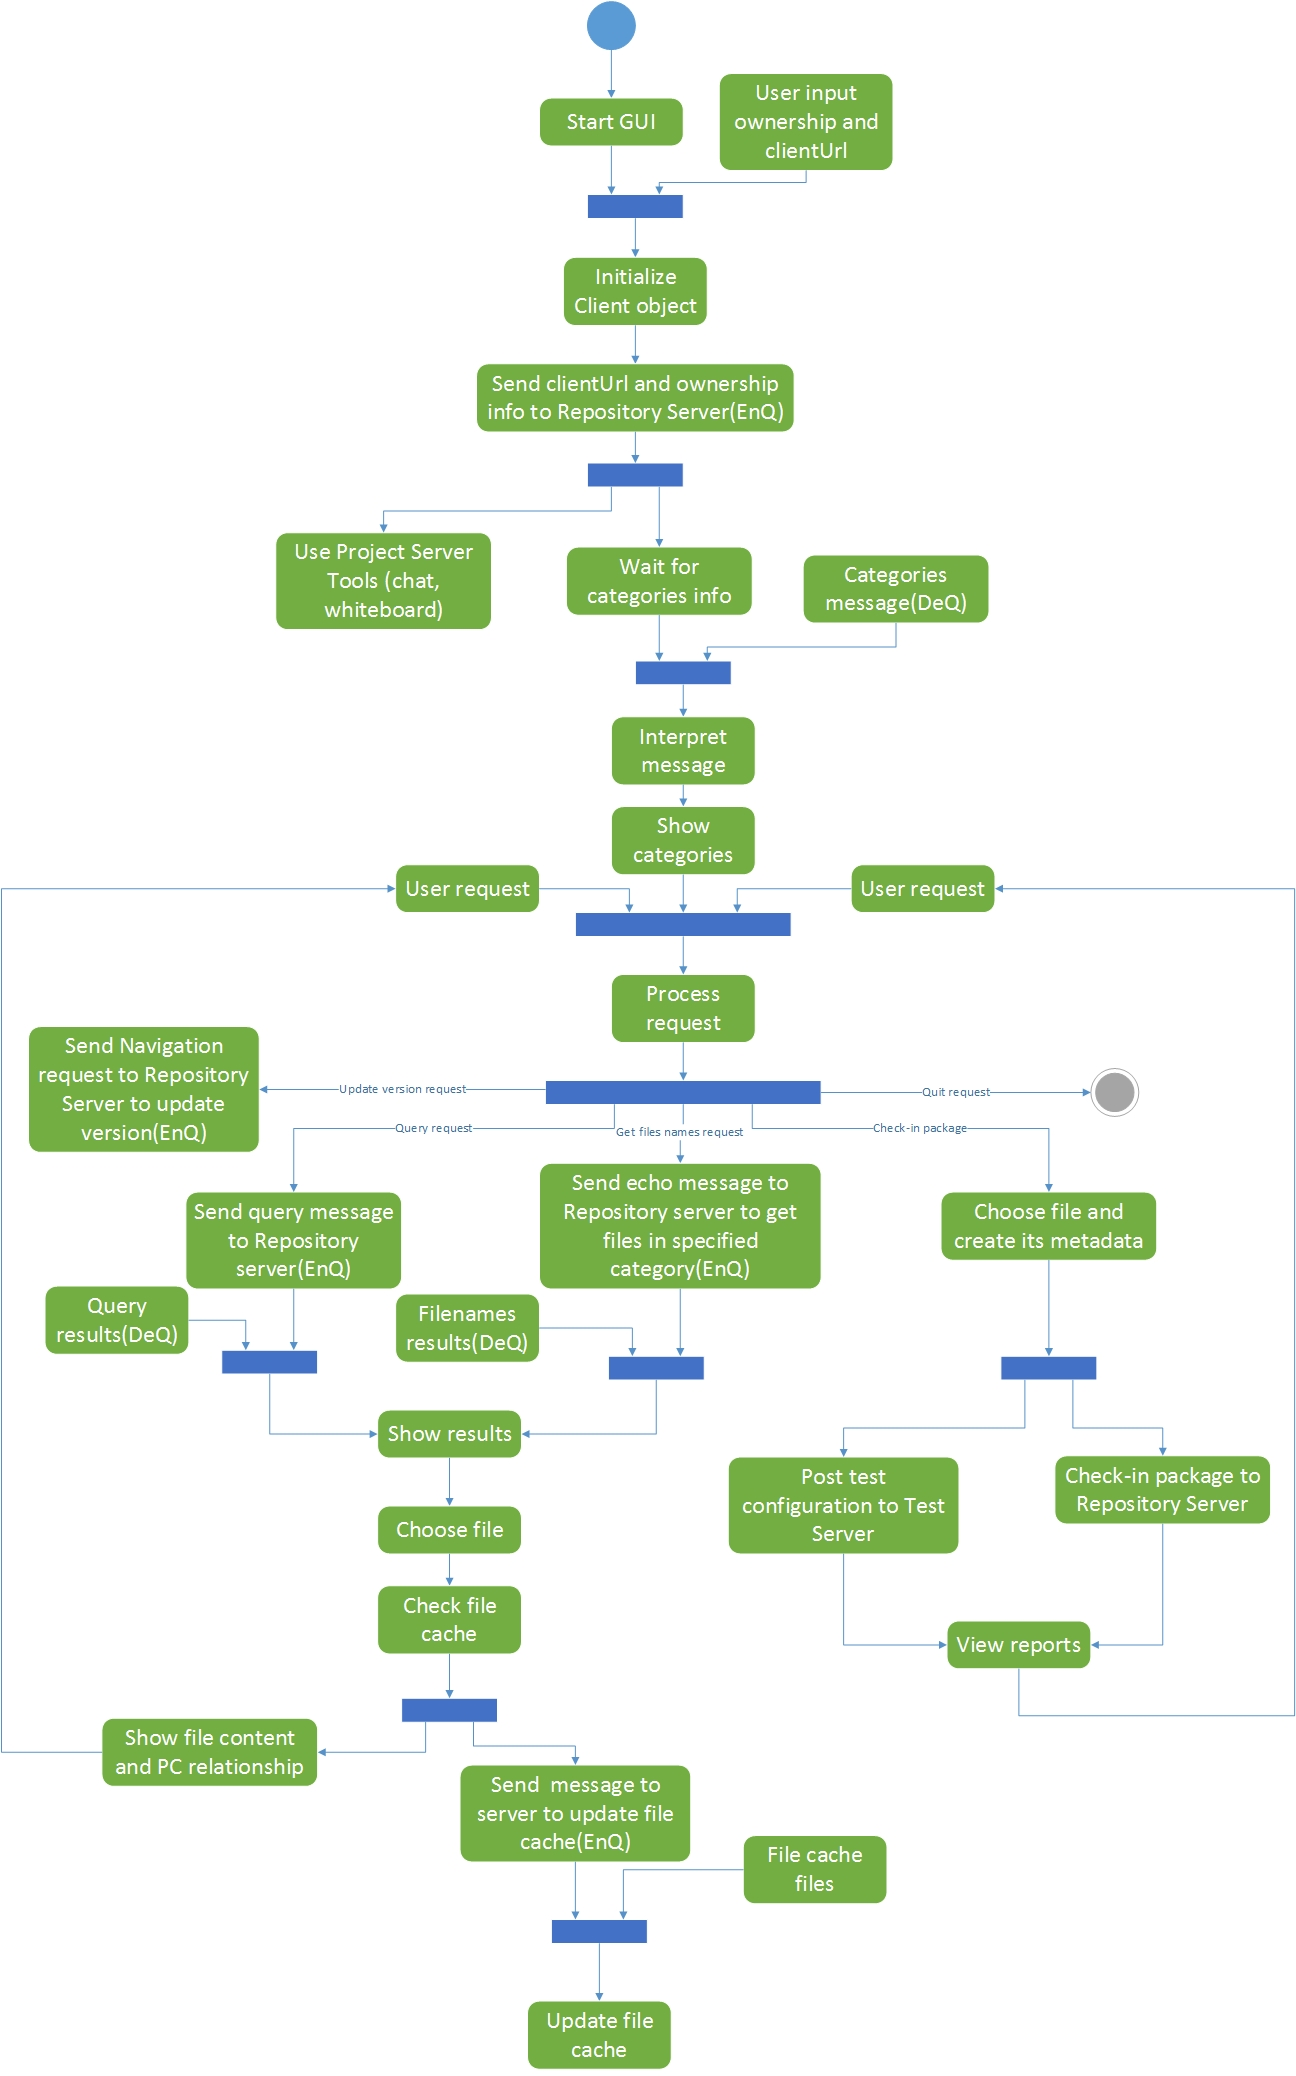 Start GUI
User input
ownership and
clientUrl
Initialize
Client object
Send clientUrl and ownership
info to Repository Server(EnQ)
Use Project Server
Tools (chat,
whiteboard)
Wait for
categories info
Categories
message(DeQ)
Interpret
message
Show
categories
User request
User request
Process
request
Send Navigation
request to Repository
Server to update
version(EnQ)
Update version request
Quit request
Query request
Get files names request
Check-in package
Send query message
to Repository
server(EnQ)
Send echo message to
Repository server to get
files in specified
category(EnQ)
Choose file and
create its metadata
Query
results(DeQ)
Filenames
results(DeQ)
Show results
Post test
configuration to Test
Server
Check-in package to
Repository Server
Choose file
Check file
cache
View reports
Show file content
and PC relationship
Send  message to
server to update file
cache(EnQ)
File cache
files
Update file
cache